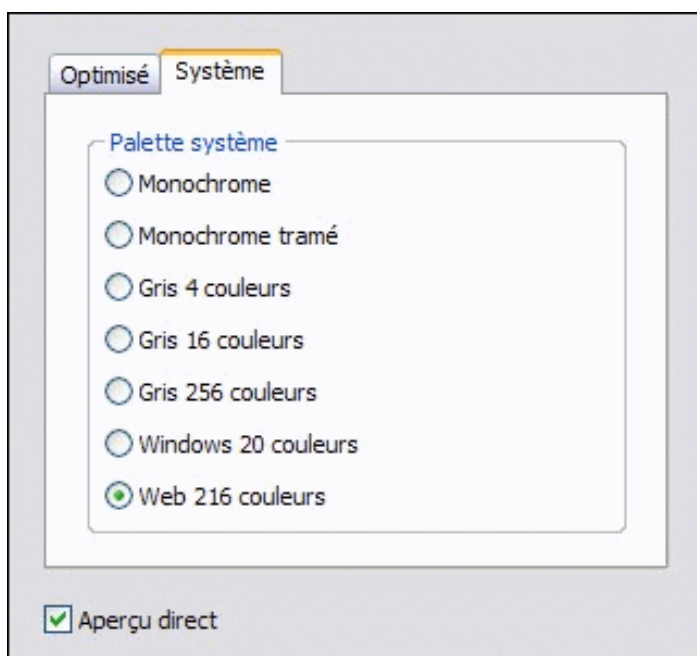 Optimisé
Système
Palette système
Monochrome
Monochrome tramé
Gris 4 couleurs
Gris 16 couleurs
Gris 256 couleurs
Windows 20 couleurs
Web 216 couleurs
Aperçu direct